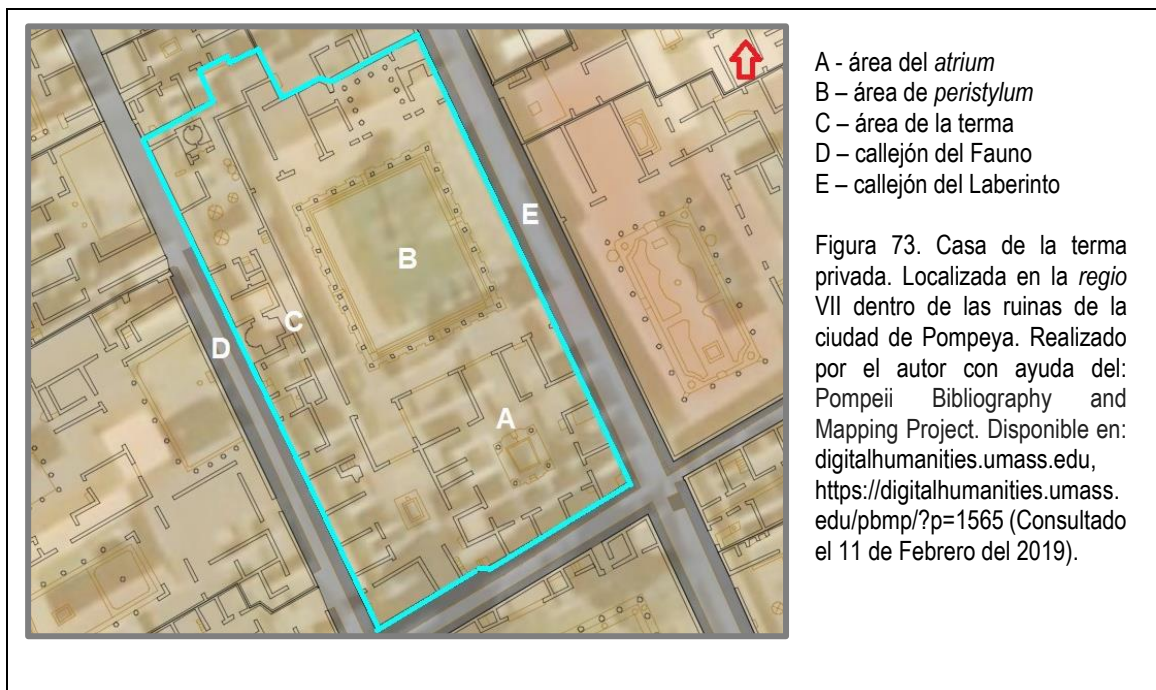 A - área del atrium
B – área de peristylum
C – área de la terma
D – callejón del Fauno
E – callejón del Laberinto
Figura 73. Casa de la terma
privada. Localizada en la regio
VII dentro de las ruinas de la
ciudad de Pompeya. Realizado
por el autor con ayuda del:
Pompeii Bibliography and
Mapping Project. Disponible en:
digitalhumanities.umass.edu,
https://digitalhumanities.umass.
edu/pbmp/?p=1565 (Consultado
el 11 de Febrero del 2019).
E
B
C
D
A